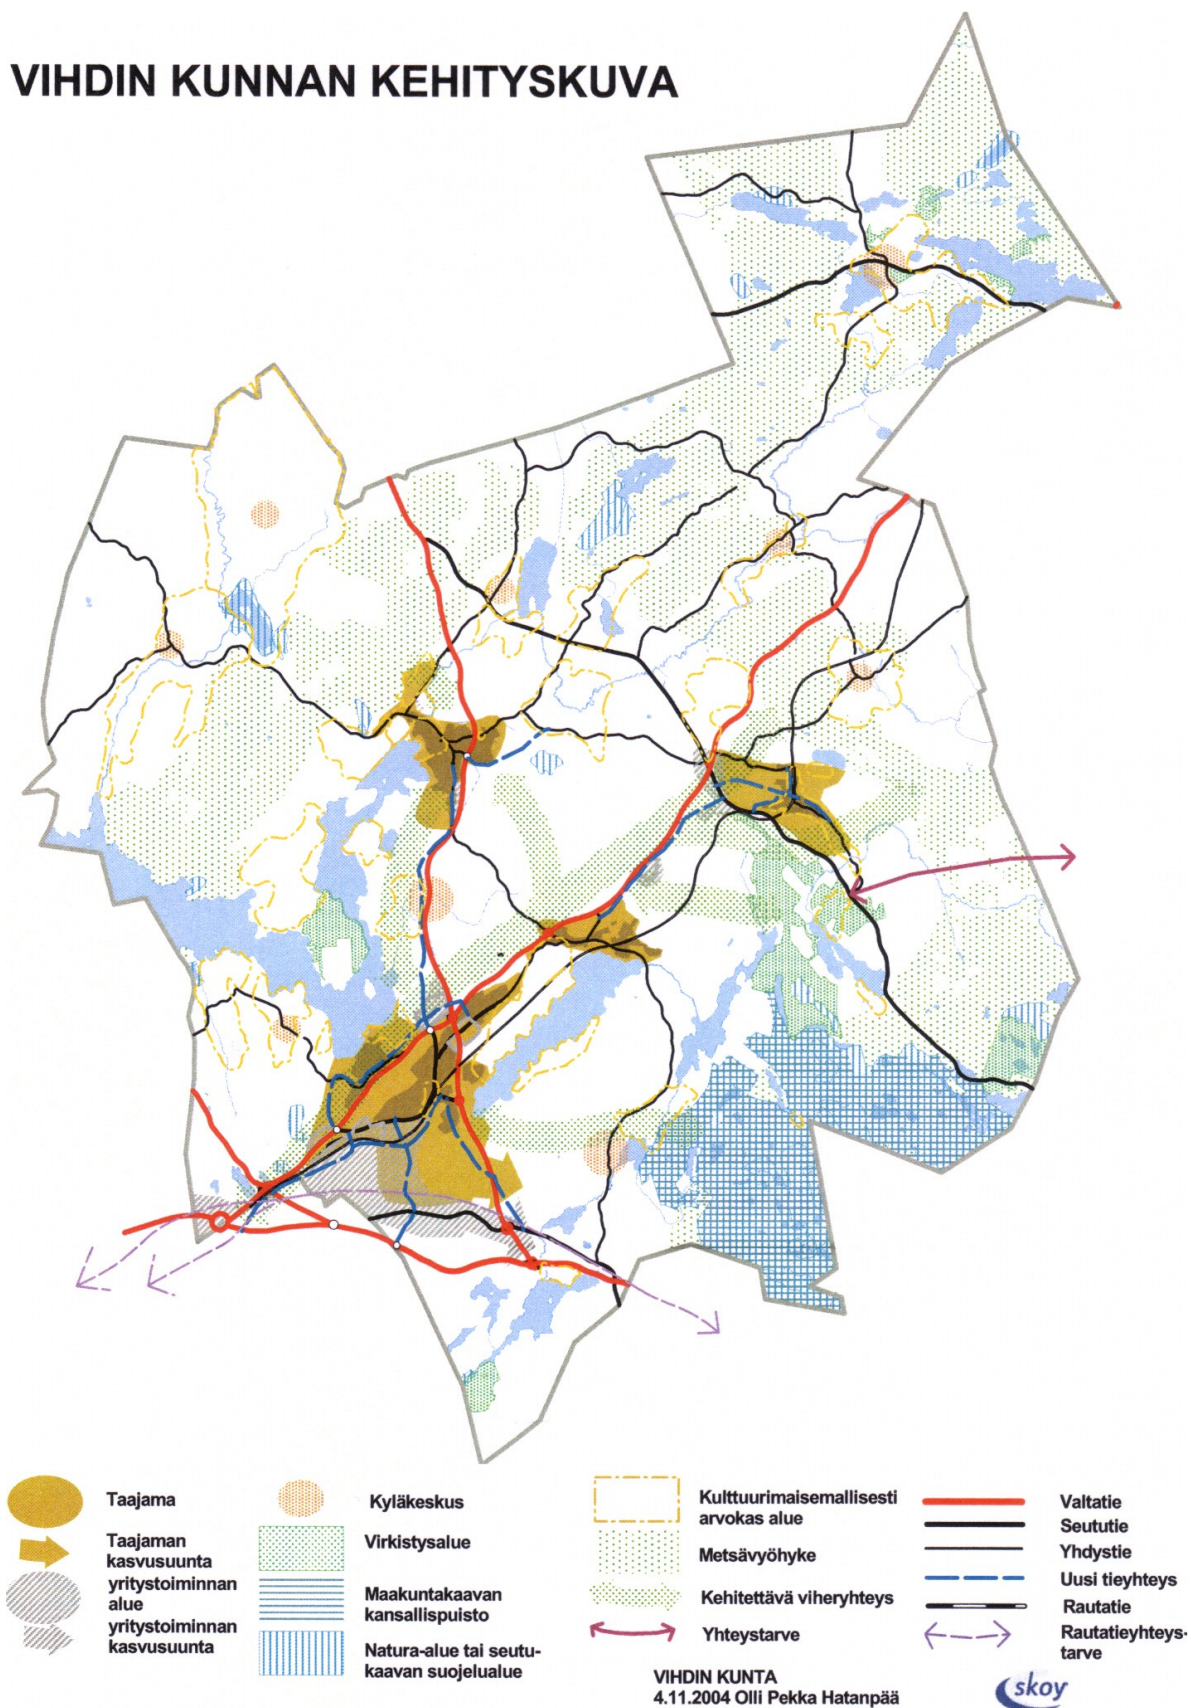 VIHDIN KUNNAN KEHITYSKUVA
Taajama
Taajaman
kasvusuunta
yritystoiminnan
alue
yritystoiminnan
kasvusuunta
Kyläkeskus
Virkistysalue
Maakuntakaavan
kansallispuisto
Natura-alue tai seutu-
kaavan suojelualue
Kulttuurimaisemallisesti
arvokas alue
Metsävyöhyke
Kehitettävä viheryhteys
Yhteystarve
Valtatie
Seututie
Yhdystie
Uusi tieyhteys
Rautatie
Rautatieyhteys-
tarve
VIHDIN KUNTA
4.11.2004 Olli Pekka Hatanpää
skoy